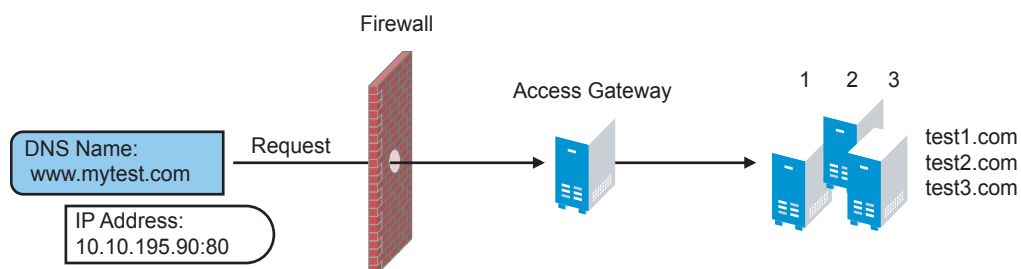 Firewall
Access Gateway
1 2 3
DNS Name:
www.mytest.com
Request
test1.com
test2.com
test3.com
IP Address:
10.10.195.90:80